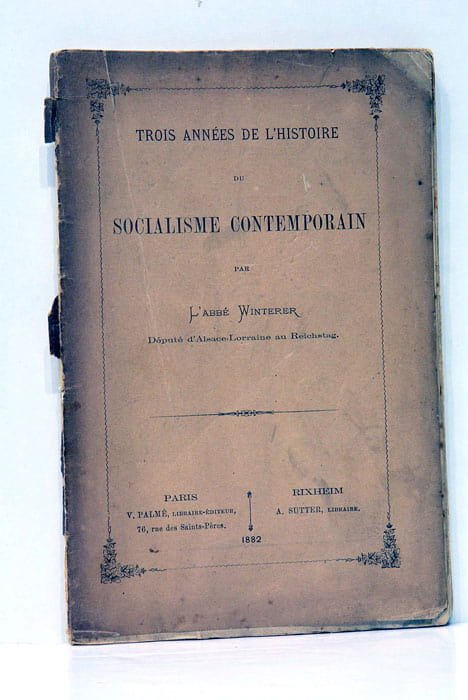 TROIS ANNÉES DE L'HISTOIRE
DU
SOCIALISME CONTEMPORAIN
PAR
L'ABBÉ WINTERER
Député d'Alsace-Lorraine au Reichstag.
PARIS
V. PALMÉ, LIBRAIRE-ÉDITEUR,
76, rue des Saints-Pères.
RIXHEIM
A. SUTTER, LIBRAIRE.
1882